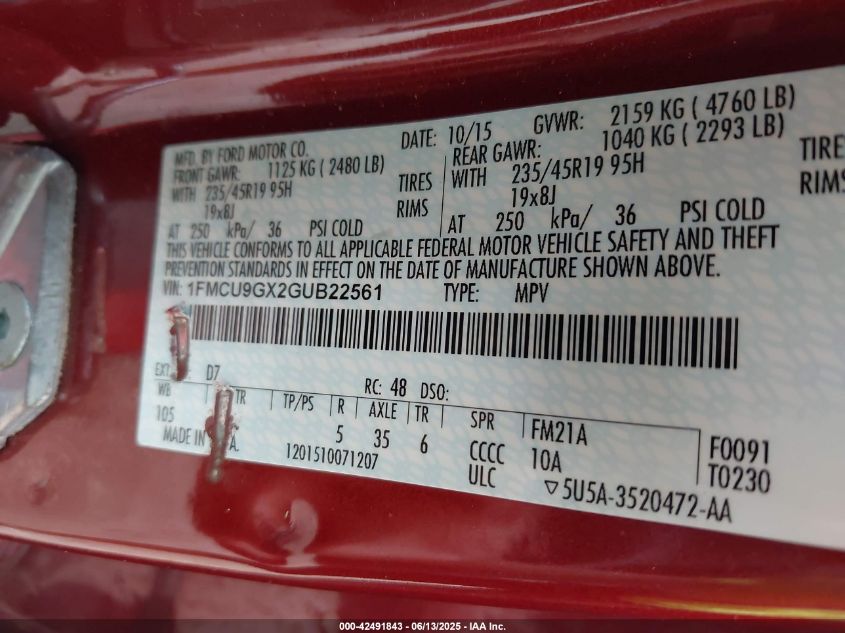 MFD. BY FORD MOTOR CO. DATE: 10/15 GVWR: 2159 KG ( 4760 LB)
FRONT GAWR: 1125 KG ( 2480 LB) REAR GAWR: 1040 KG ( 2293 LB)
WITH 235/45R19 95H TIRES WITH 235/45R19 95H TIRE
19x8J RIMS 19x8J RIMS
AT 250 kPa/ 36 PSI COLD AT 250 kPa/ 36 PSI COLD
THIS VEHICLE CONFORMS TO ALL APPLICABLE FEDERAL MOTOR VEHICLE SAFETY AND THEFT
PREVENTION STANDARDS IN EFFECT ON THE DATE OF MANUFACTURE SHOWN ABOVE.
VIN: 1FMCU9GX2GUB22561 TYPE: MPV
EXT D7 RC: 48 DSO:
WB TR TP/PS R AXLE TR SPR FM21A F0091
105 5 35 6 CCCC 10A T0230
MADE IN A. 1201510071207 ULC
▽5U5A-3520472-AA
000-42491843 - 06/13/2025 - IAA Inc.